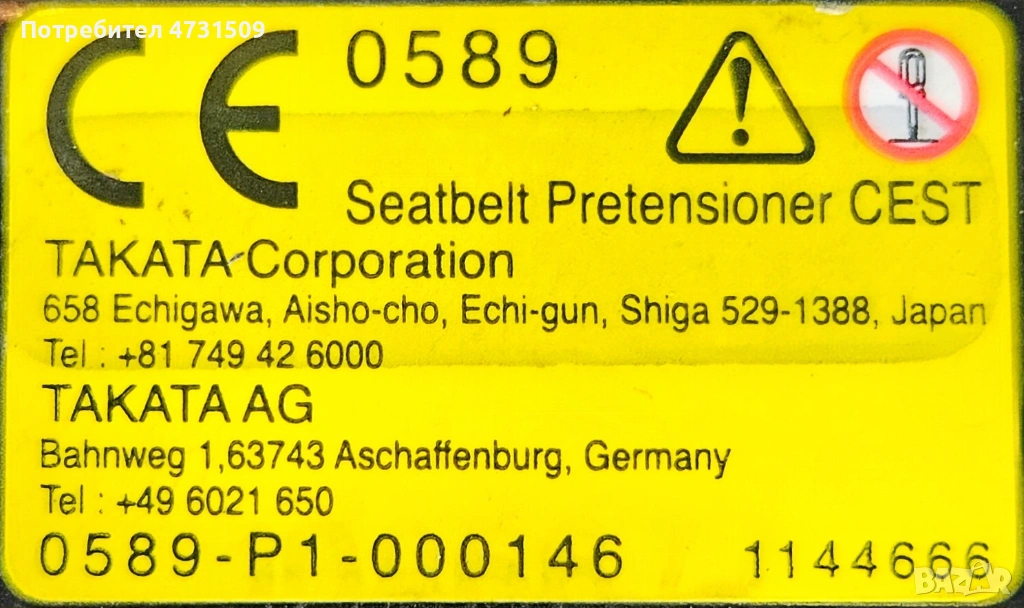 Потребител 4731509
CE 0589
Seatbelt Pretensioner CEST
TAKATA Corporation
658 Echigawa, Aisho-cho, Echi-gun, Shiga 529-1388, Japan
Tel : +81 749 42 6000
TAKATA AG
Bahnweg 1,63743 Aschaffenburg, Germany
Tel : +49 6021 650
0589-P1-000146 1144666
BAZAR